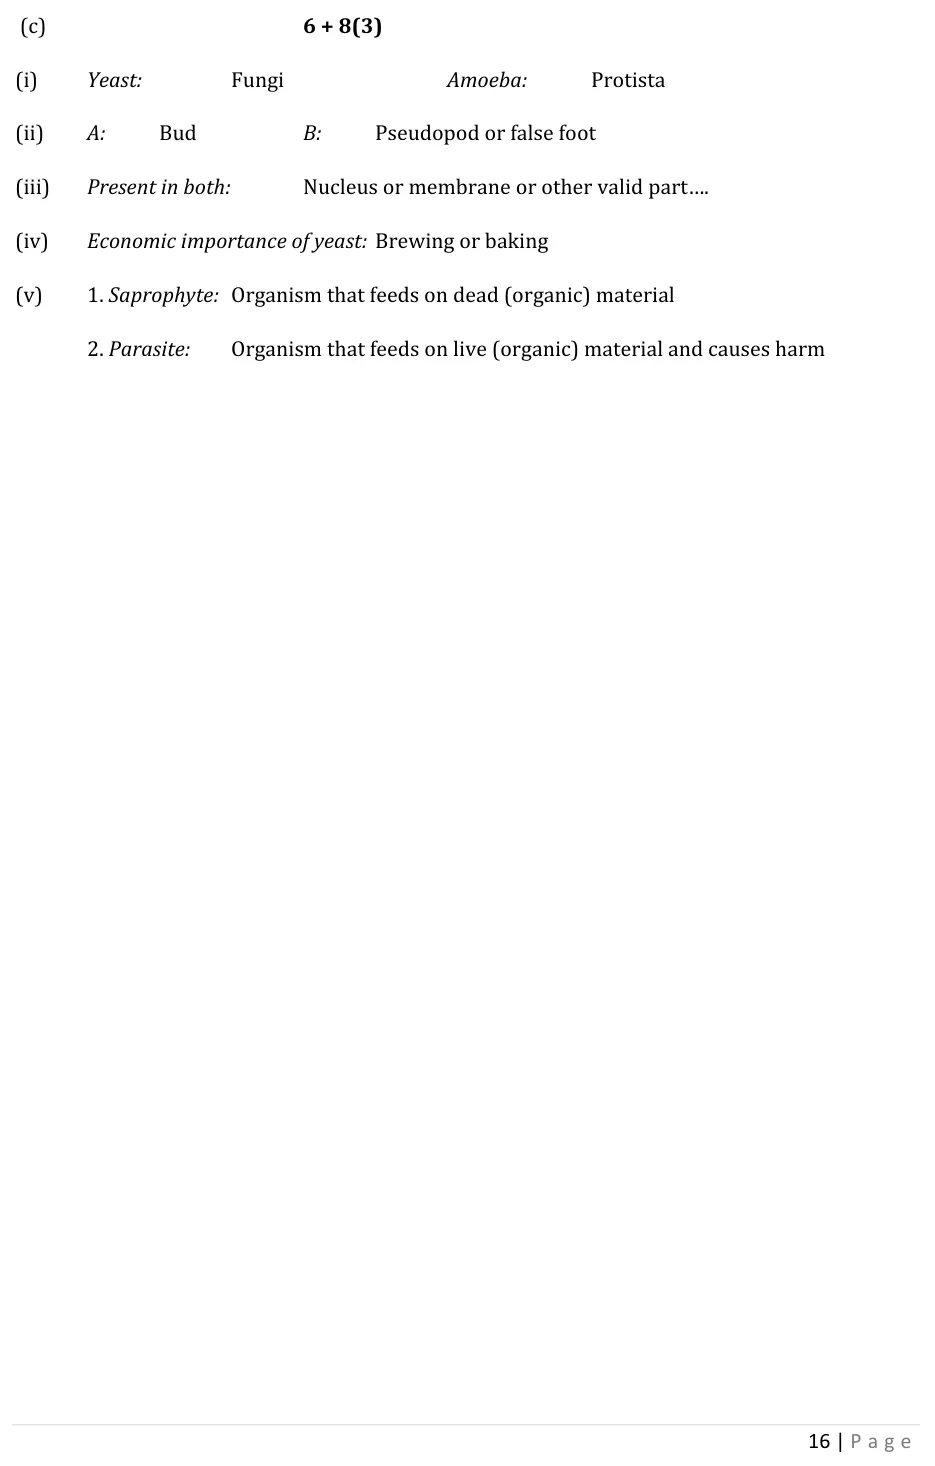 (c) 6 + 8(3)
(i) Yeast: Fungi Amoeba: Protista
(ii) A: Bud B: Pseudopod or false foot
(iii) Present in both: Nucleus or membrane or other valid part….
(iv) Economic importance of yeast: Brewing or baking
(v) 1. Saprophyte: Organism that feeds on dead (organic) material
2. Parasite: Organism that feeds on live (organic) material and causes harm
16 | P a g e